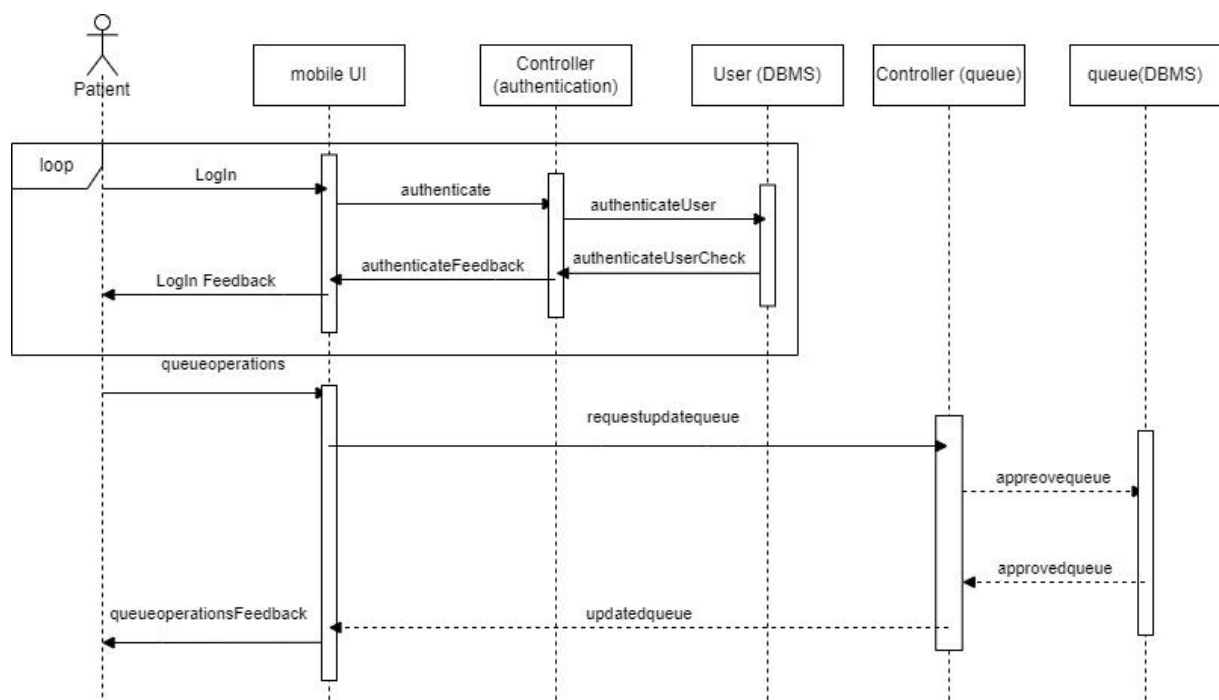 Patient
mobile UI
Controller
(authentication)
User (DBMS)
Controller (queue)
queue(DBMS)
loop
LogIn
authenticate
authenticateUser
authenticateUserCheck
authenticateFeedback
LogIn Feedback
queueoperations
requestupdatequeue
appreovequeue
approvedqueue
updatedqueue
queueoperationsFeedback